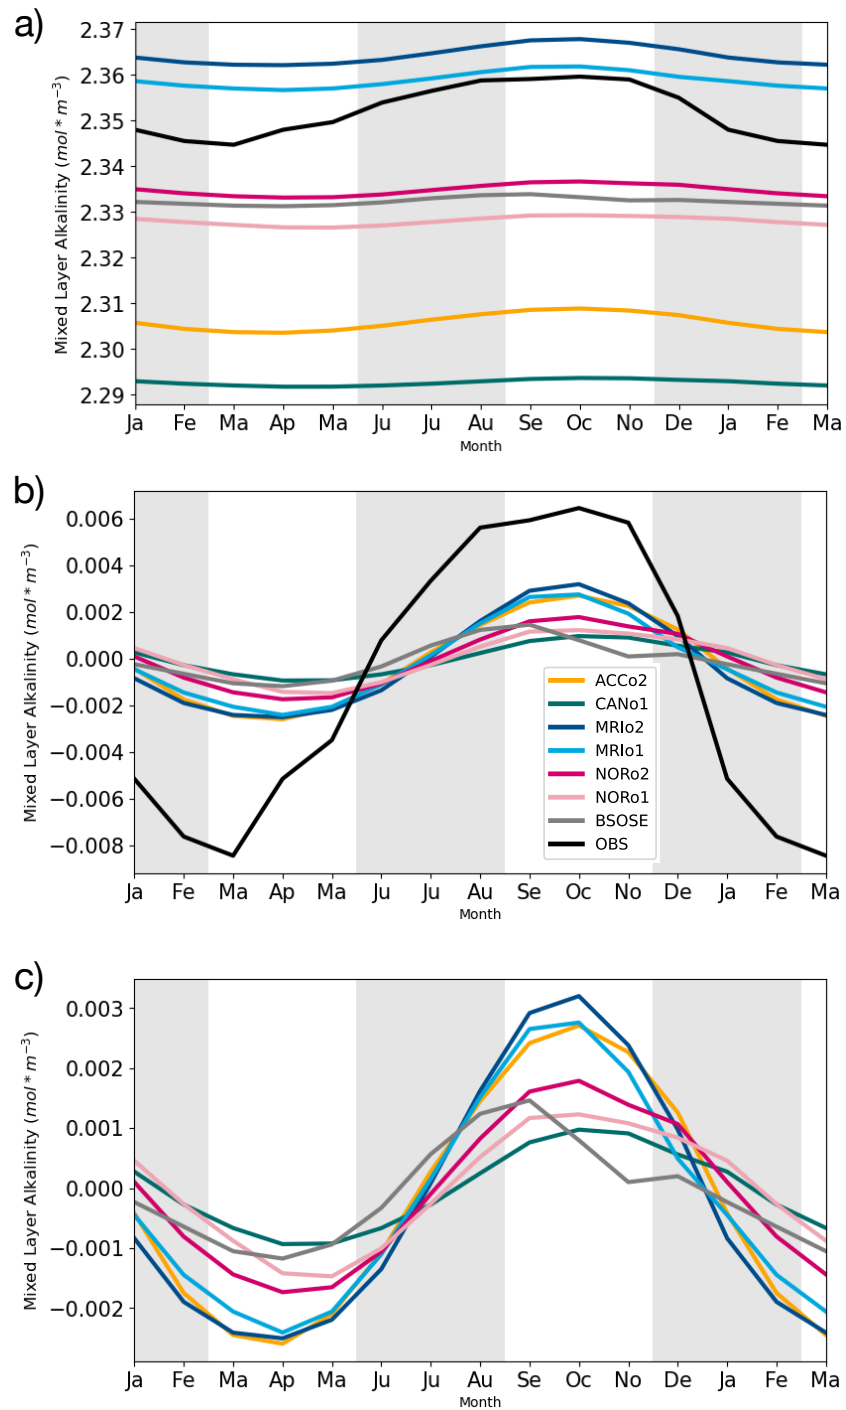 a)
Mixed Layer Alkalinity (mol * m⁻³)
2.37
2.36
2.35
2.34
2.33
2.32
2.31
2.30
2.29
Ja Fe Ma Ap Ma Ju Ju Au Se Oc No De Ja Fe Ma
Month
b)
Mixed Layer Alkalinity (mol * m⁻³)
0.006
0.004
0.002
0.000
−0.002
−0.004
−0.006
−0.008
ACCo2
CANo1
MRIo2
MRIo1
NORo2
NORo1
BSOSE
OBS
Ja Fe Ma Ap Ma Ju Ju Au Se Oc No De Ja Fe Ma
Month
c)
Mixed Layer Alkalinity (mol * m⁻³)
0.003
0.002
0.001
0.000
−0.001
−0.002
Ja Fe Ma Ap Ma Ju Ju Au Se Oc No De Ja Fe Ma
Month